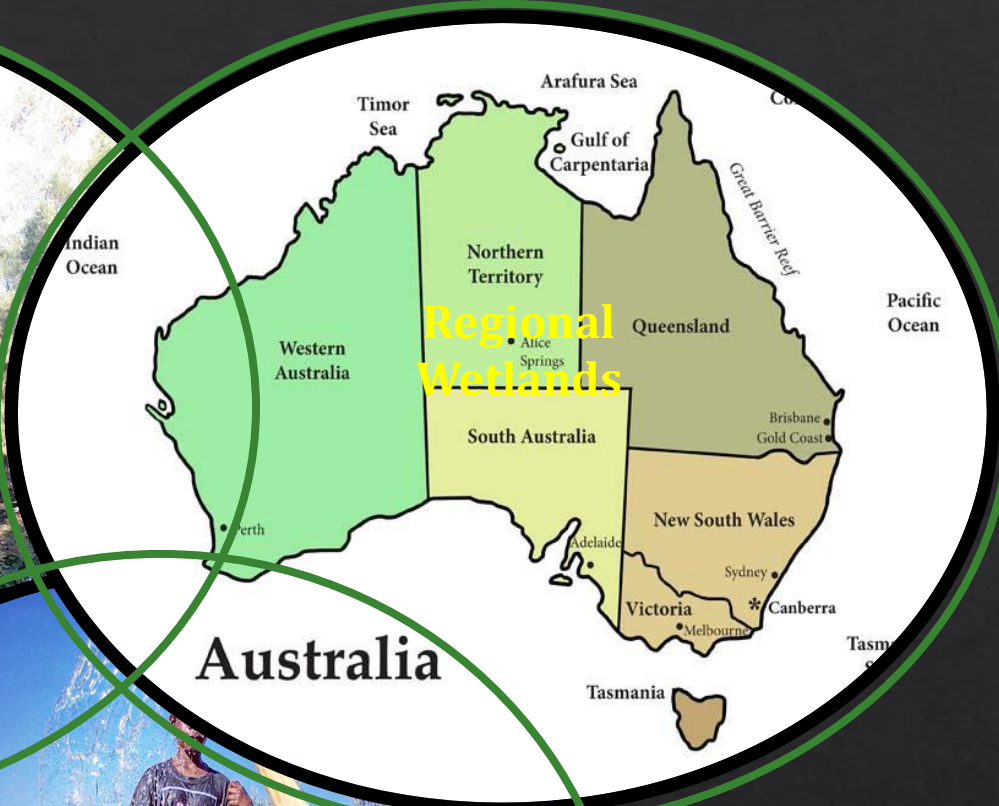 Arafura Sea
Timor
Sea
Gulf of
Carpentaria
Great Barrier Reef
Indian
Ocean
Northern
Territory
Pacific
Ocean
Regional
Wetlands
Queensland
Alice
Springs
Western
Australia
South Australia
Brisbane
Gold Coast
New South Wales
Perth
Adelaide
Sydney
Victoria
Canberra
Melbourne
Australia
Tasmania